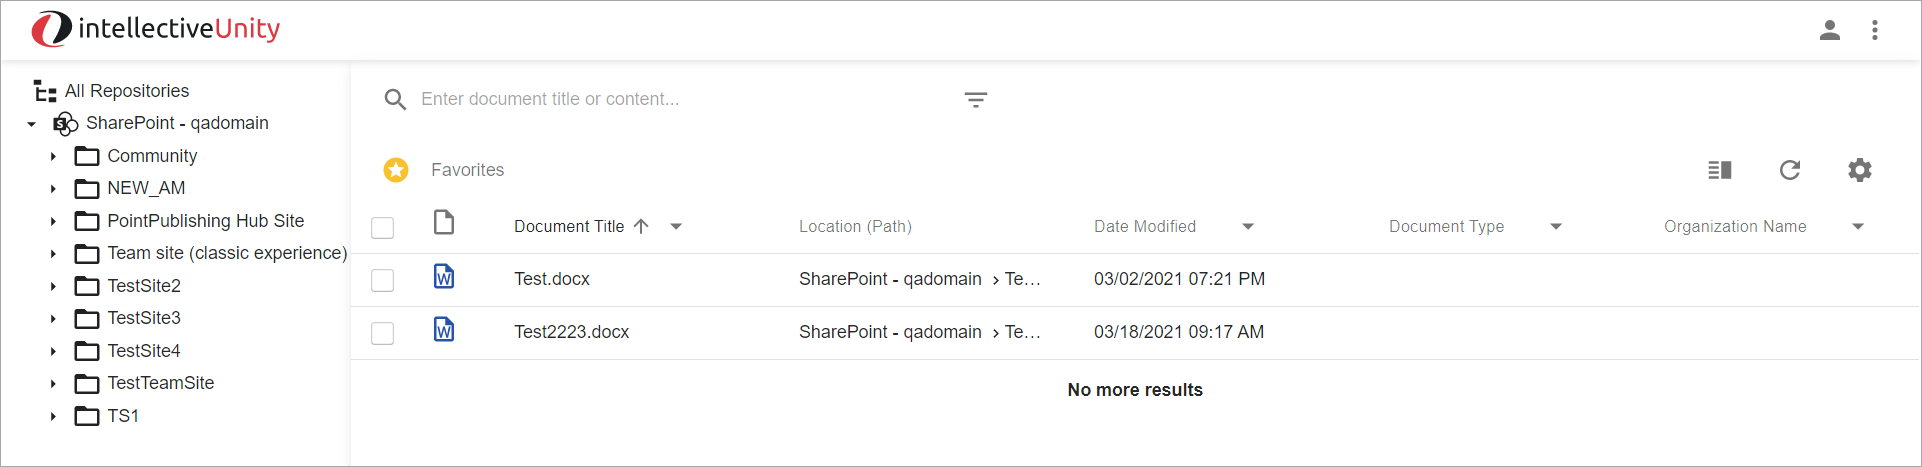 intellectiveUnity
All Repositories
SharePoint - qadomain
Community
NEW_AM
PointPublishing Hub Site
Team site (classic experience)
TestSite2
TestSite3
TestSite4
TestTeamSite
TS1
Enter document title or content...
Favorites
Document Title Location (Path) Date Modified Document Type Organization Name
Test.docx SharePoint - qadomain › Te... 03/02/2021 07:21 PM
Test2223.docx SharePoint - qadomain › Te... 03/18/2021 09:17 AM
No more results